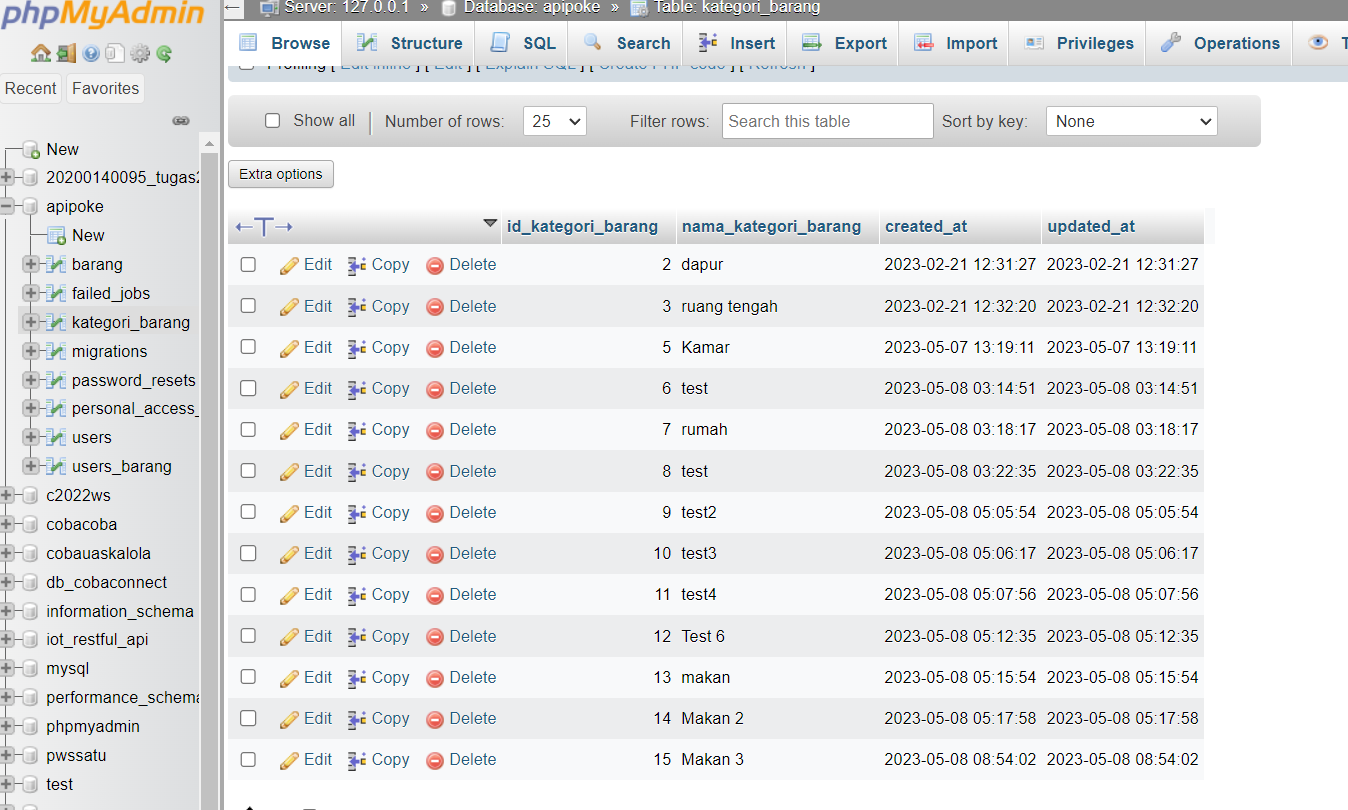 phpMyAdmin
Recent Favorites
New
20200140095_tugas2
apipoke
New
barang
failed_jobs
kategori_barang
migrations
password_resets
personal_access_
users
users_barang
c2022ws
cobacoba
cobauaskalola
db_cobaconnect
information_schema
iot_restful_api
mysql
performance_schema
phpmyadmin
pwssatu
test
← Server: 127.0.0.1 » Database: apipoke » Table: kategori_barang
Browse Structure SQL Search Insert Export Import Privileges Operations T
Profiling [ Edit inline ] [ Edit ] [ Explain SQL ] [ Create PHP code ] [ Refresh ]
Show all | Number of rows: 25 Filter rows: Search this table Sort by key: None
Extra options
←T→ id_kategori_barang nama_kategori_barang created_at updated_at
Edit Copy Delete 2 dapur 2023-02-21 12:31:27 2023-02-21 12:31:27
Edit Copy Delete 3 ruang tengah 2023-02-21 12:32:20 2023-02-21 12:32:20
Edit Copy Delete 5 Kamar 2023-05-07 13:19:11 2023-05-07 13:19:11
Edit Copy Delete 6 test 2023-05-08 03:14:51 2023-05-08 03:14:51
Edit Copy Delete 7 rumah 2023-05-08 03:18:17 2023-05-08 03:18:17
Edit Copy Delete 8 test 2023-05-08 03:22:35 2023-05-08 03:22:35
Edit Copy Delete 9 test2 2023-05-08 05:05:54 2023-05-08 05:05:54
Edit Copy Delete 10 test3 2023-05-08 05:06:17 2023-05-08 05:06:17
Edit Copy Delete 11 test4 2023-05-08 05:07:56 2023-05-08 05:07:56
Edit Copy Delete 12 Test 6 2023-05-08 05:12:35 2023-05-08 05:12:35
Edit Copy Delete 13 makan 2023-05-08 05:15:54 2023-05-08 05:15:54
Edit Copy Delete 14 Makan 2 2023-05-08 05:17:58 2023-05-08 05:17:58
Edit Copy Delete 15 Makan 3 2023-05-08 08:54:02 2023-05-08 08:54:02